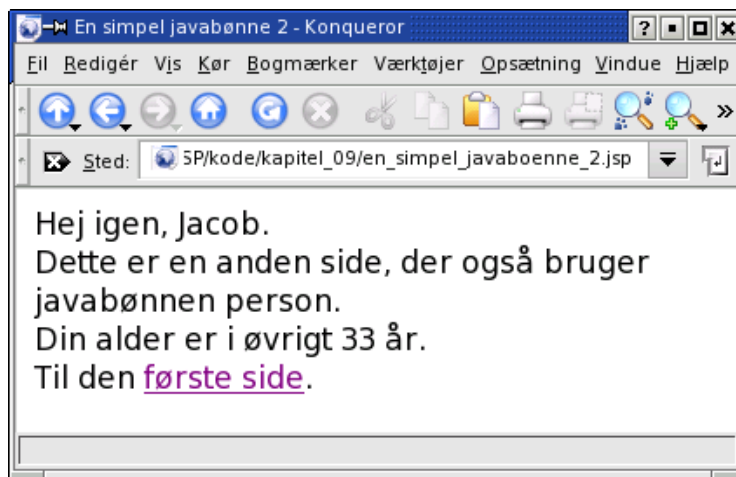 En simpel javabønne 2 - Konqueror
Fil Redigér Vis Kør Bogmærker Værktøjer Opsætning Vindue Hjælp
Sted: SP/kode/kapitel_09/en_simpel_javaboenne_2.jsp
Hej igen, Jacob.
Dette er en anden side, der også bruger
javabønnen person.
Din alder er i øvrigt 33 år.
Til den første side.